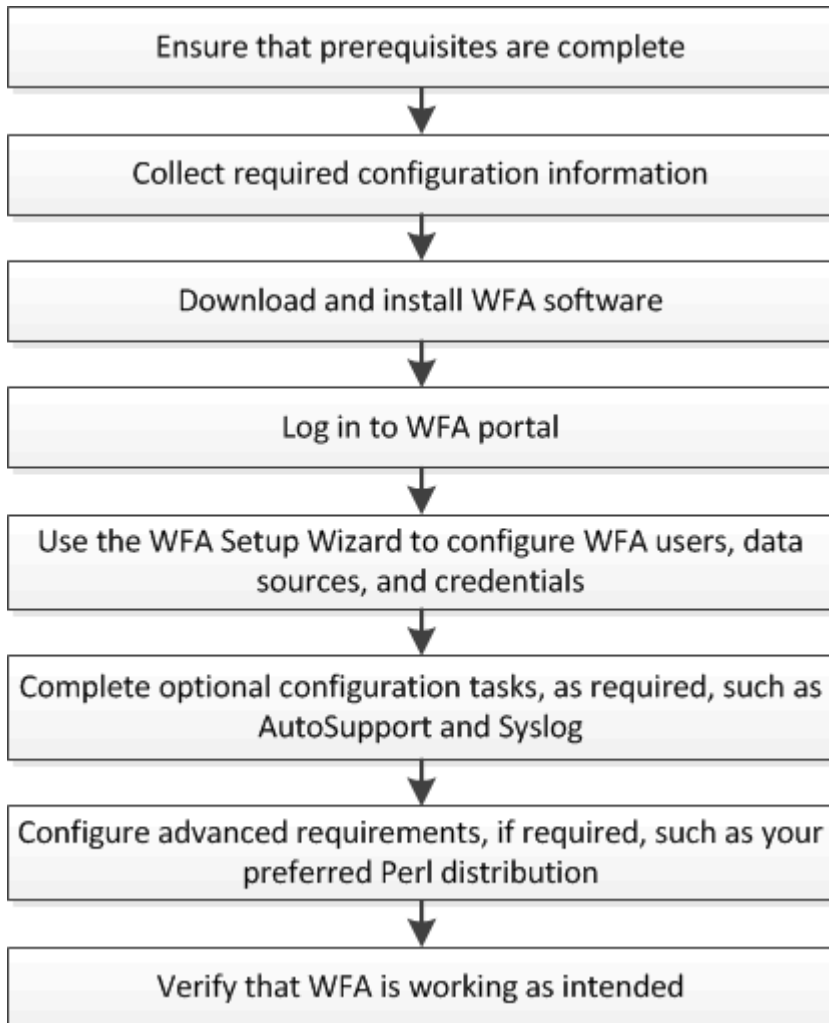 Ensure that prerequisites are complete
Collect required configuration information
Download and install WFA software
Log in to WFA portal
Use the WFA Setup Wizard to configure WFA users, data
sources, and credentials
Complete optional configuration tasks, as required, such as
AutoSupport and Syslog
Configure advanced requirements, if required, such as your
preferred Perl distribution
Verify that WFA is working as intended